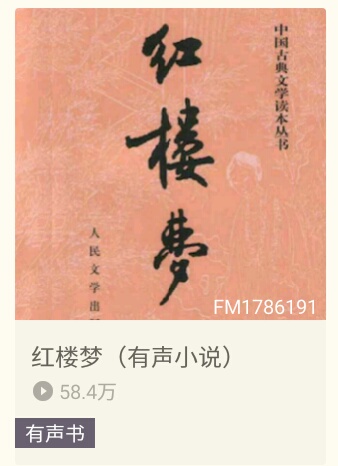 中国古典文学读本丛书
红楼梦
人民文学出
FM1786191
红楼梦（有声小说）
58.4万
有声书